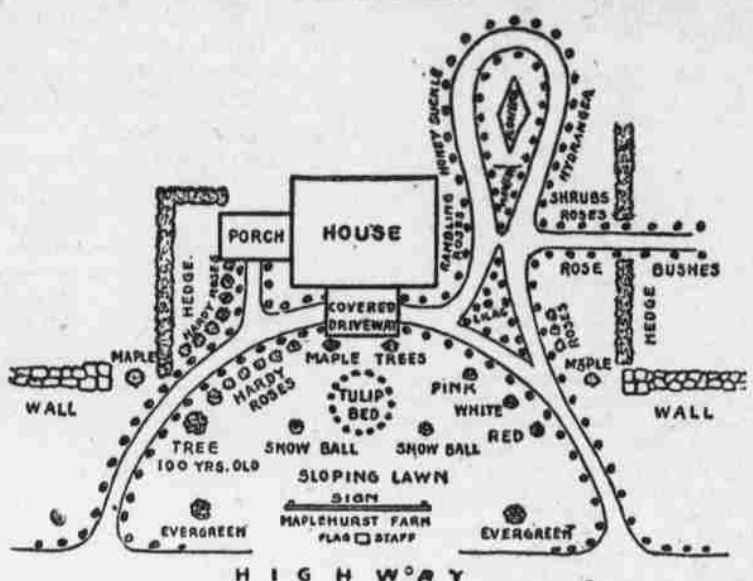 HONEY SUCKLE
HYDRANGER
SHRUBS
ROSES
PORCH
HOUSE
RAMBLING
ROSES
ROSE BUSHES
HEDGE.
HARDY ROSES
COVERED
DRIVEWAY
LILAC
ROSES
HEDGE
MAPLE
MAPLE TREES
MAPLE
WALL
HARDY
ROSES
TULIP
BED
PINK
WHITE
RED
WALL
TREE
100 YRS. OLD
SNOW BALL
SNOW BALL
SLOPING LAWN
SIGN
MAPLEHURST FARM
FLAG STAFF
EVERGREEN
EVERGREEN
HIGHWAY